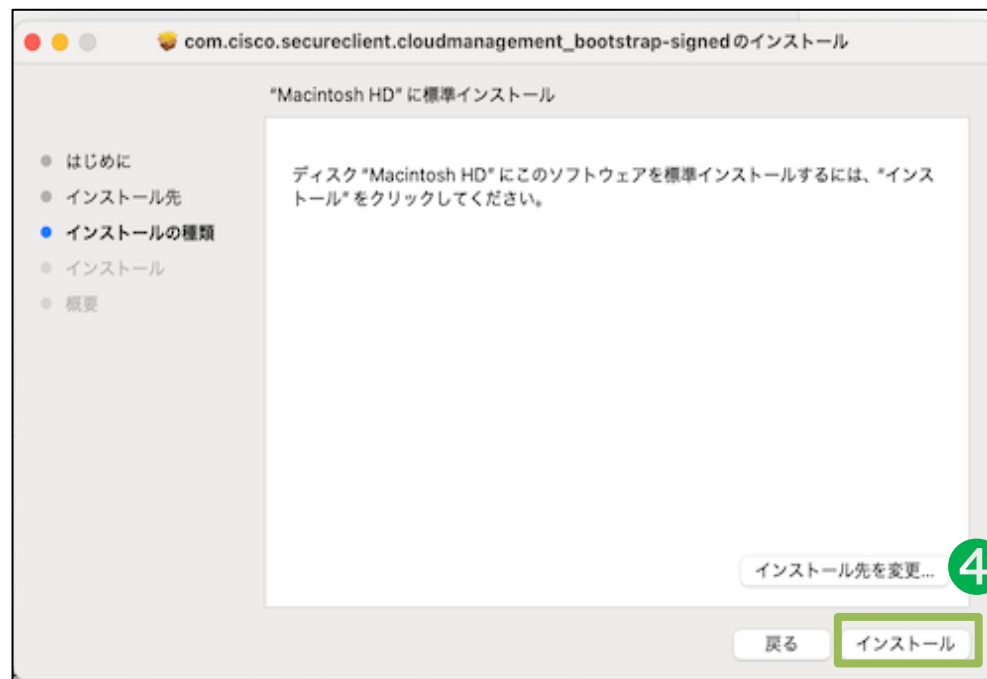 com.cisco.secureclient.cloudmanagement_bootstrap-signedのインストール
"Macintosh HD" に標準インストール
はじめに
インストール先
インストールの種類
インストール
概要
ディスク "Macintosh HD" にこのソフトウェアを標準インストールするには、"インス
トール" をクリックしてください。
インストール先を変更...
4
戻る
インストール